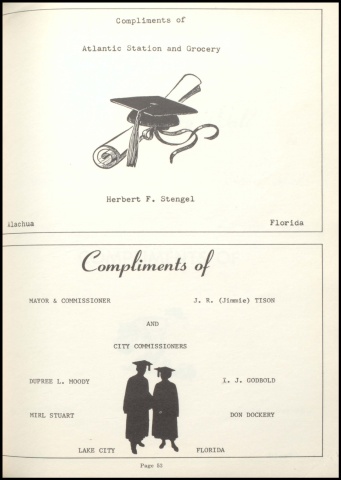 Compliments of
Atlantic Station and Grocery
Herbert F. Stengel
Alachua Florida
Compliments of
MAYOR & COMMISSIONER J. R. (Jimmie) TISON
AND
CITY COMMISSIONERS
DUPREE L. MOODY I. J. GODBOLD
MIRL STUART DON DOCKERY
LAKE CITY FLORIDA
Page 51